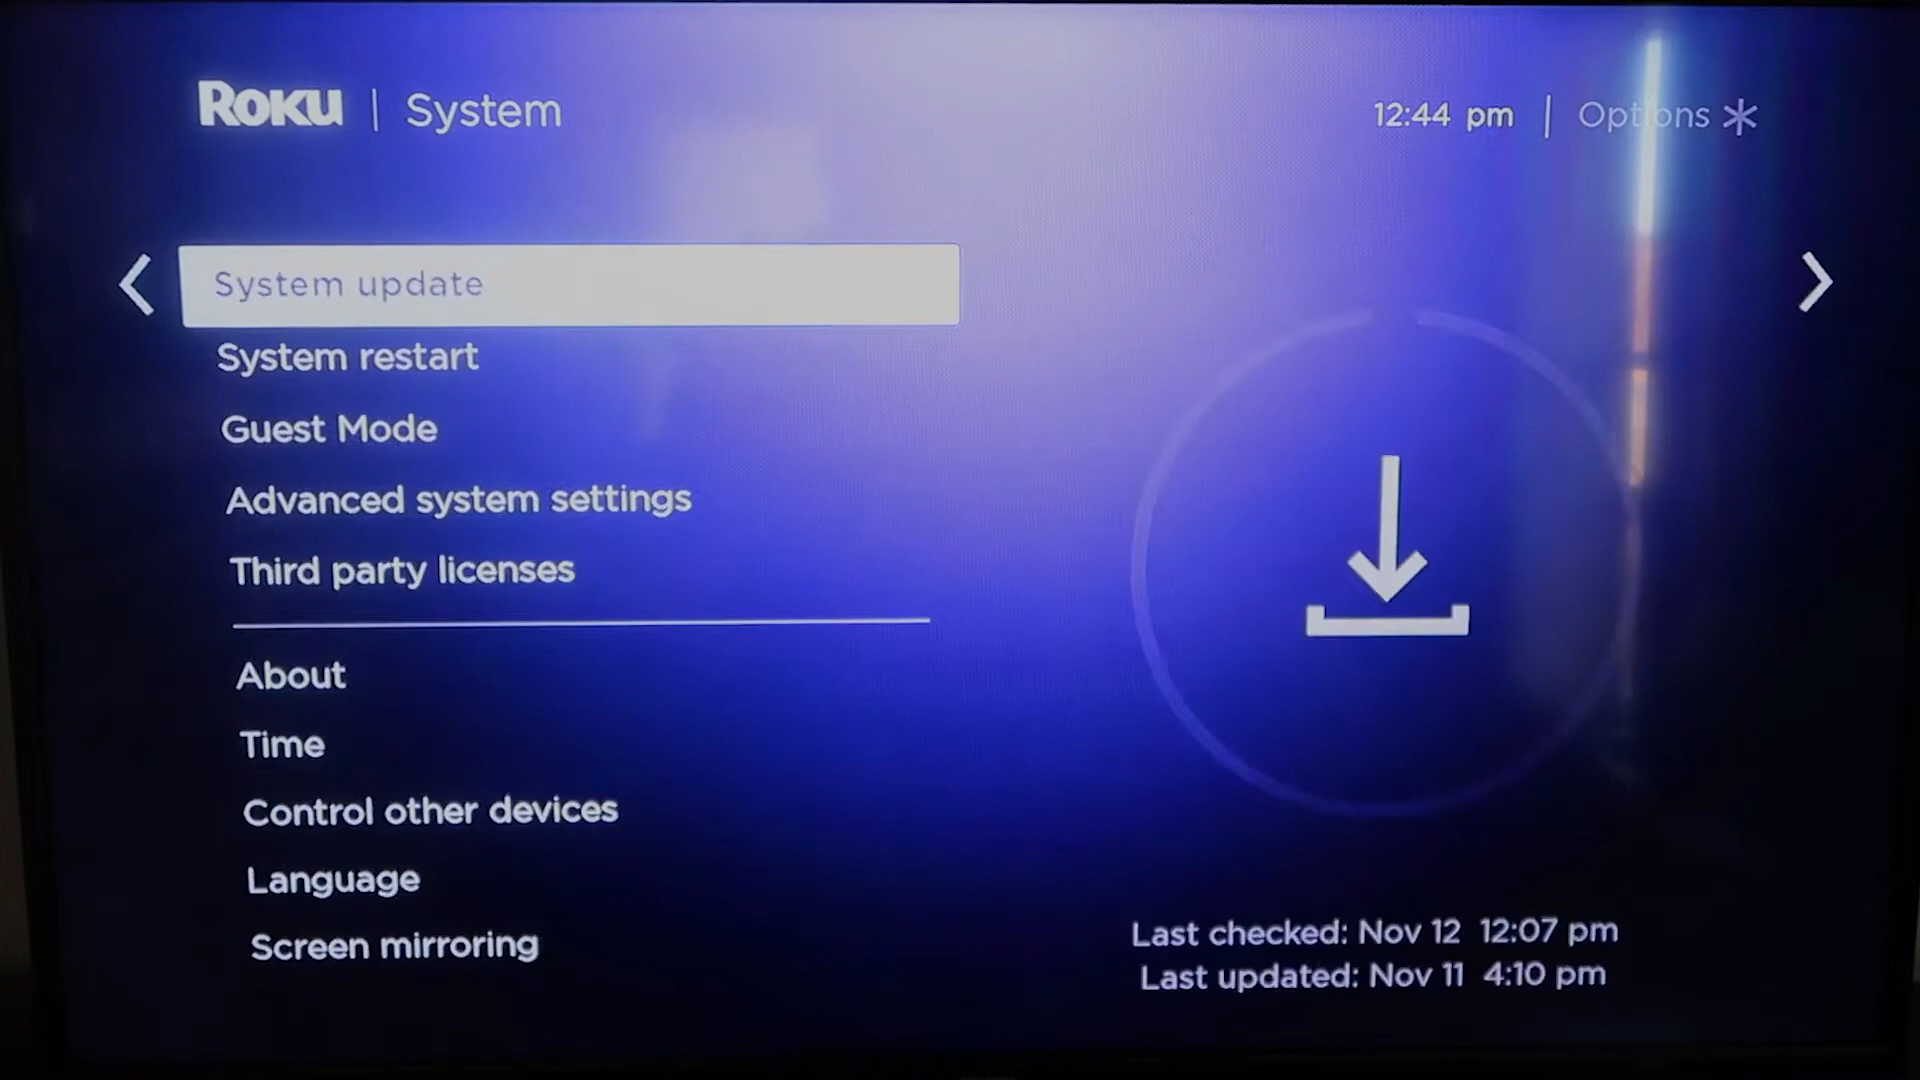 Roku | System
12:44 pm | Options *
System update
System restart
Guest Mode
Advanced system settings
Third party licenses
About
Time
Control other devices
Language
Screen mirroring
Last checked: Nov 12 12:07 pm
Last updated: Nov 11 4:10 pm